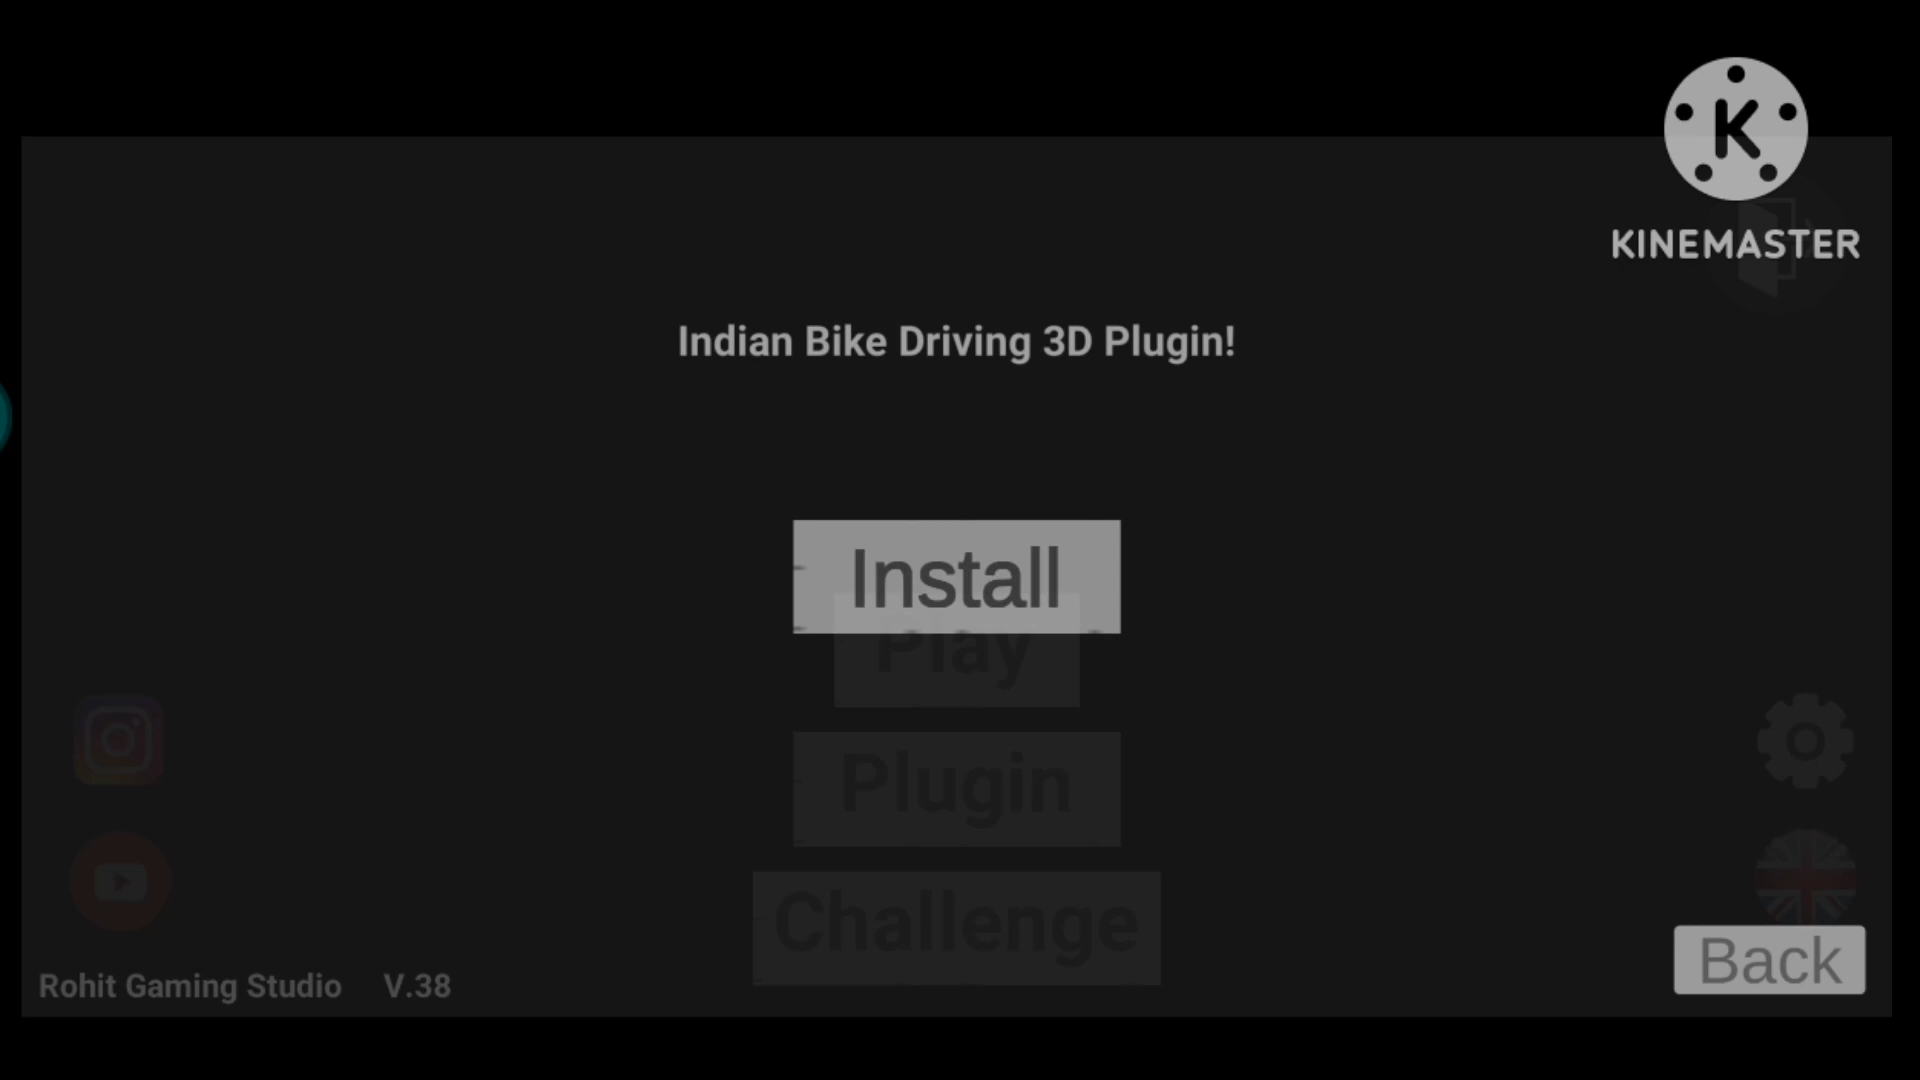 K
KINEMASTER
Indian Bike Driving 3D Plugin!
Install
Play
Plugin
Challenge
Rohit Gaming Studio V.38
Back